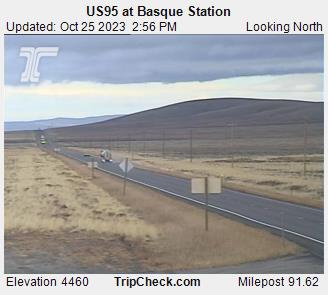 US95 at Basque Station
Updated: Oct 25 2023 2:56 PM Looking North
Elevation 4460 TripCheck.com Milepost 91.62